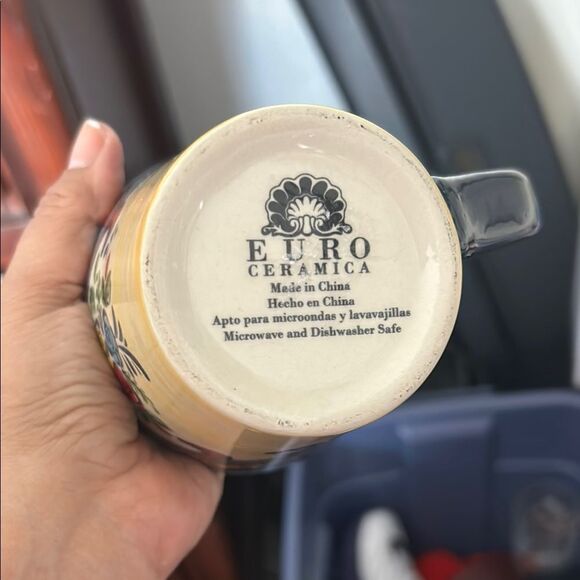 EURO
CERAMICA
Made in China
Hecho en China
Apto para microondas y lavavajillas
Microwave and Dishwasher Safe